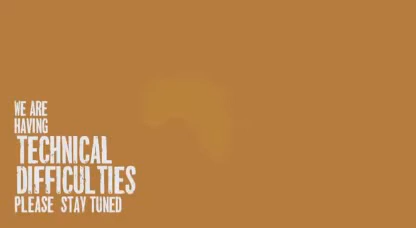 WE ARE
HAVING
TECHNICAL
DIFFICULTIES
PLEASE STAY TUNED